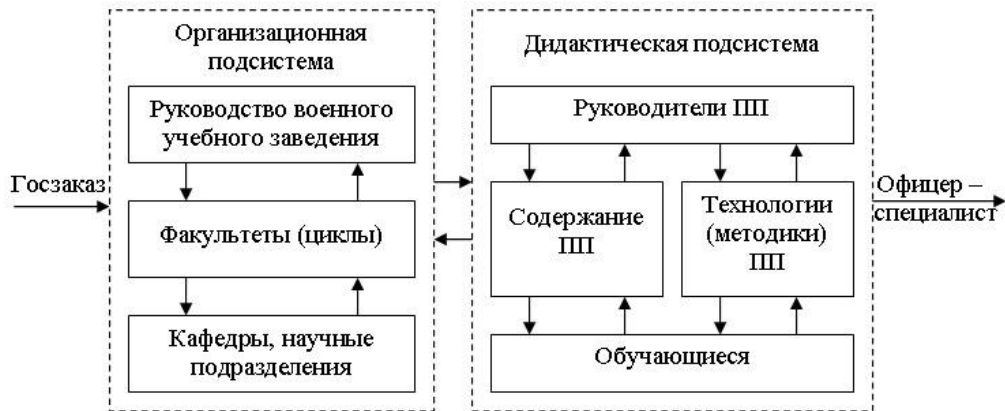 Госзаказ
Организационная
подсистема
Руководство военного
учебного заведения
Факультеты (циклы)
Кафедры, научные
подразделения
Дидактическая подсистема
Руководители ПП
Содержание
ПП
Технологии
(методики)
ПП
Обучающиеся
Офицер –
специалист